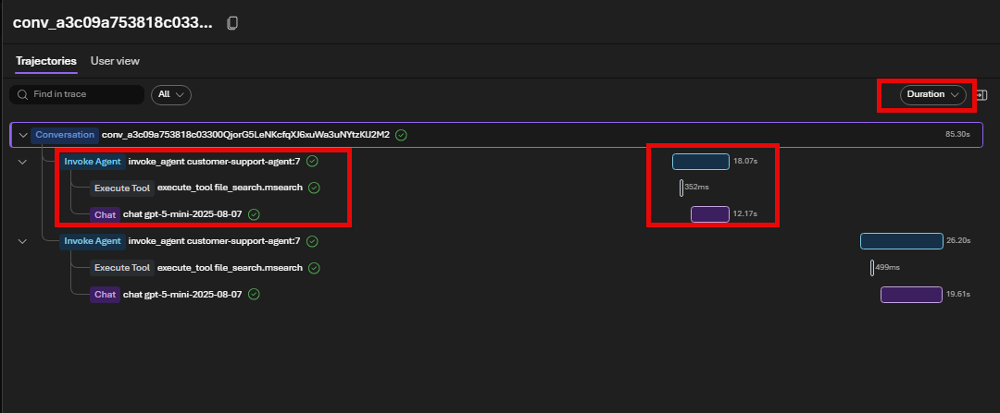 conv_a3c09a753818c033...
Trajectories User view
Find in trace All Duration
Conversation conv_a3c09a753818c03300QjorG5LeNKcfqXJ6xuWa3uNYtzKlJ2M2 85.30s
Invoke Agent invoke_agent customer-support-agent:7 18.07s
Execute Tool execute_tool file_search.msearch 352ms
Chat chat gpt-5-mini-2025-08-07 12.17s
Invoke Agent invoke_agent customer-support-agent:7 26.20s
Execute Tool execute_tool file_search.msearch 499ms
Chat chat gpt-5-mini-2025-08-07 19.61s